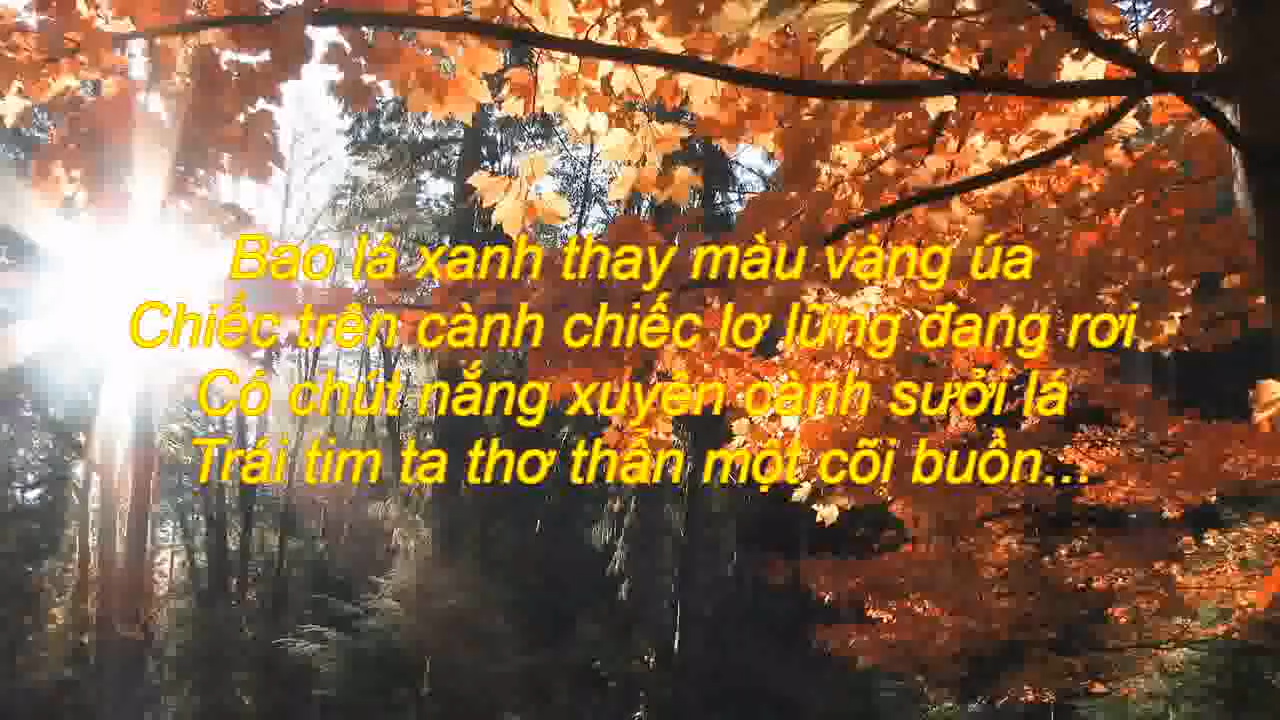 Bao lá xanh thay màu vàng úa
Chiếc trên cành chiếc lơ lững đang rơi
Có chút nắng xuyên cành sưởi lá
Trái tim ta thơ thẩn một cõi buồn...